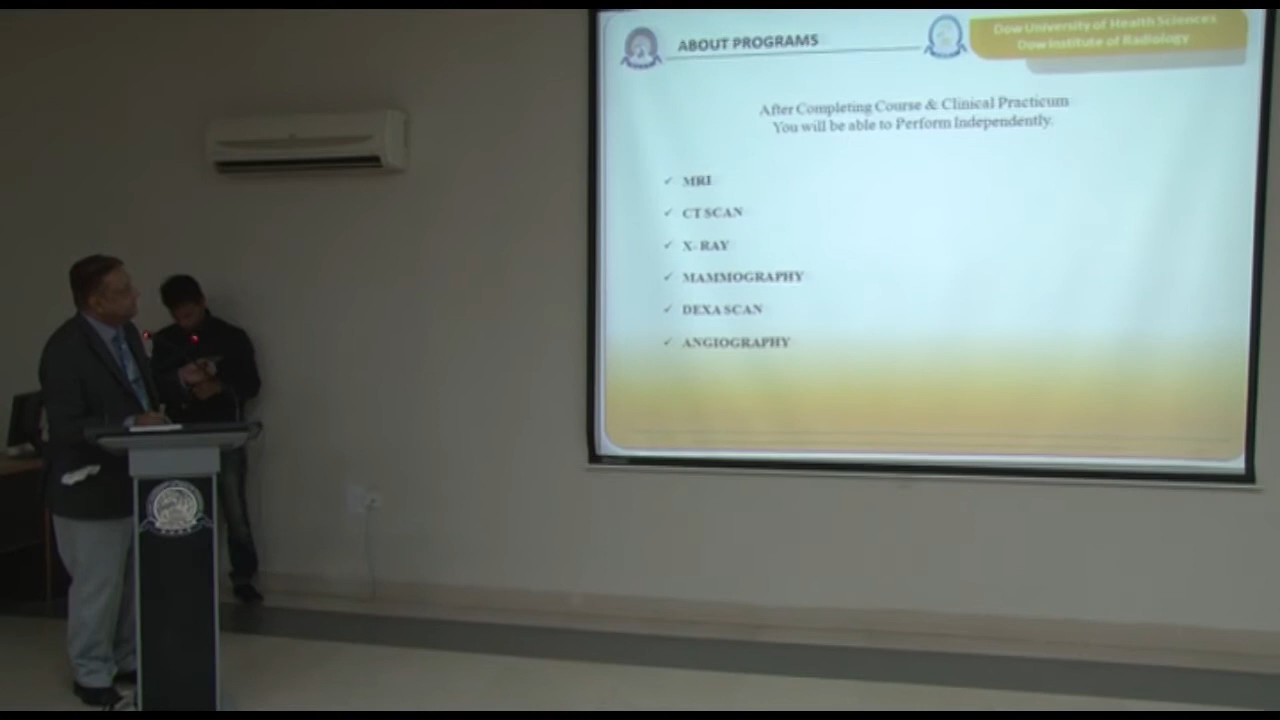 ABOUT PROGRAMS
Dow University of Health Sciences
Dow Institute of Radiology
After Completing Course & Clinical Practicum
You will be able to Perform Independently.
✓ MRI
✓ CT SCAN
✓ X- RAY
✓ MAMMOGRAPHY
✓ DEXA SCAN
✓ ANGIOGRAPHY